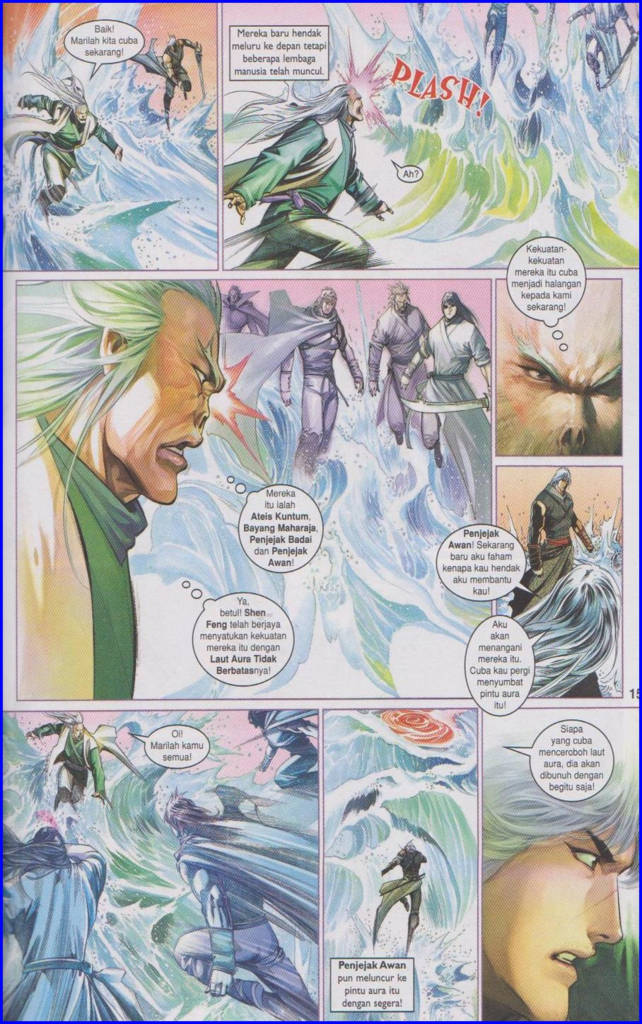 Baik!
Marilah kita cuba
sekarang!
Mereka baru hendak
meluru ke depan tetapi
beberapa lembaga
manusia telah muncul.
PLASH!
Ah?
Kekuatan-
kekuatan
mereka itu cuba
menjadi halangan
kepada kami
sekarang!
Mereka
itu ialah
Ateis Kuntum,
Bayang Maharaja,
Penjejak Badai
dan Penjejak
Awan!
Ya,
betul! Shen
Feng telah berjaya
menyatukan kekuatan
mereka itu dengan
Laut Aura Tidak
Berbatasnya!
Penjejak
Awan! Sekarang
baru aku faham
kenapa kau hendak
aku membantu
kau!
Aku
akan
menangani
mereka itu.
Cuba kau pergi
menyumbat
pintu aura
itu!
15
Oi!
Marilah kamu
semua!
Penjejak Awan
pun meluncur ke
pintu aura itu
dengan segera!
Siapa
yang cuba
menceroboh laut
aura, dia akan
dibunuh dengan
begitu saja!